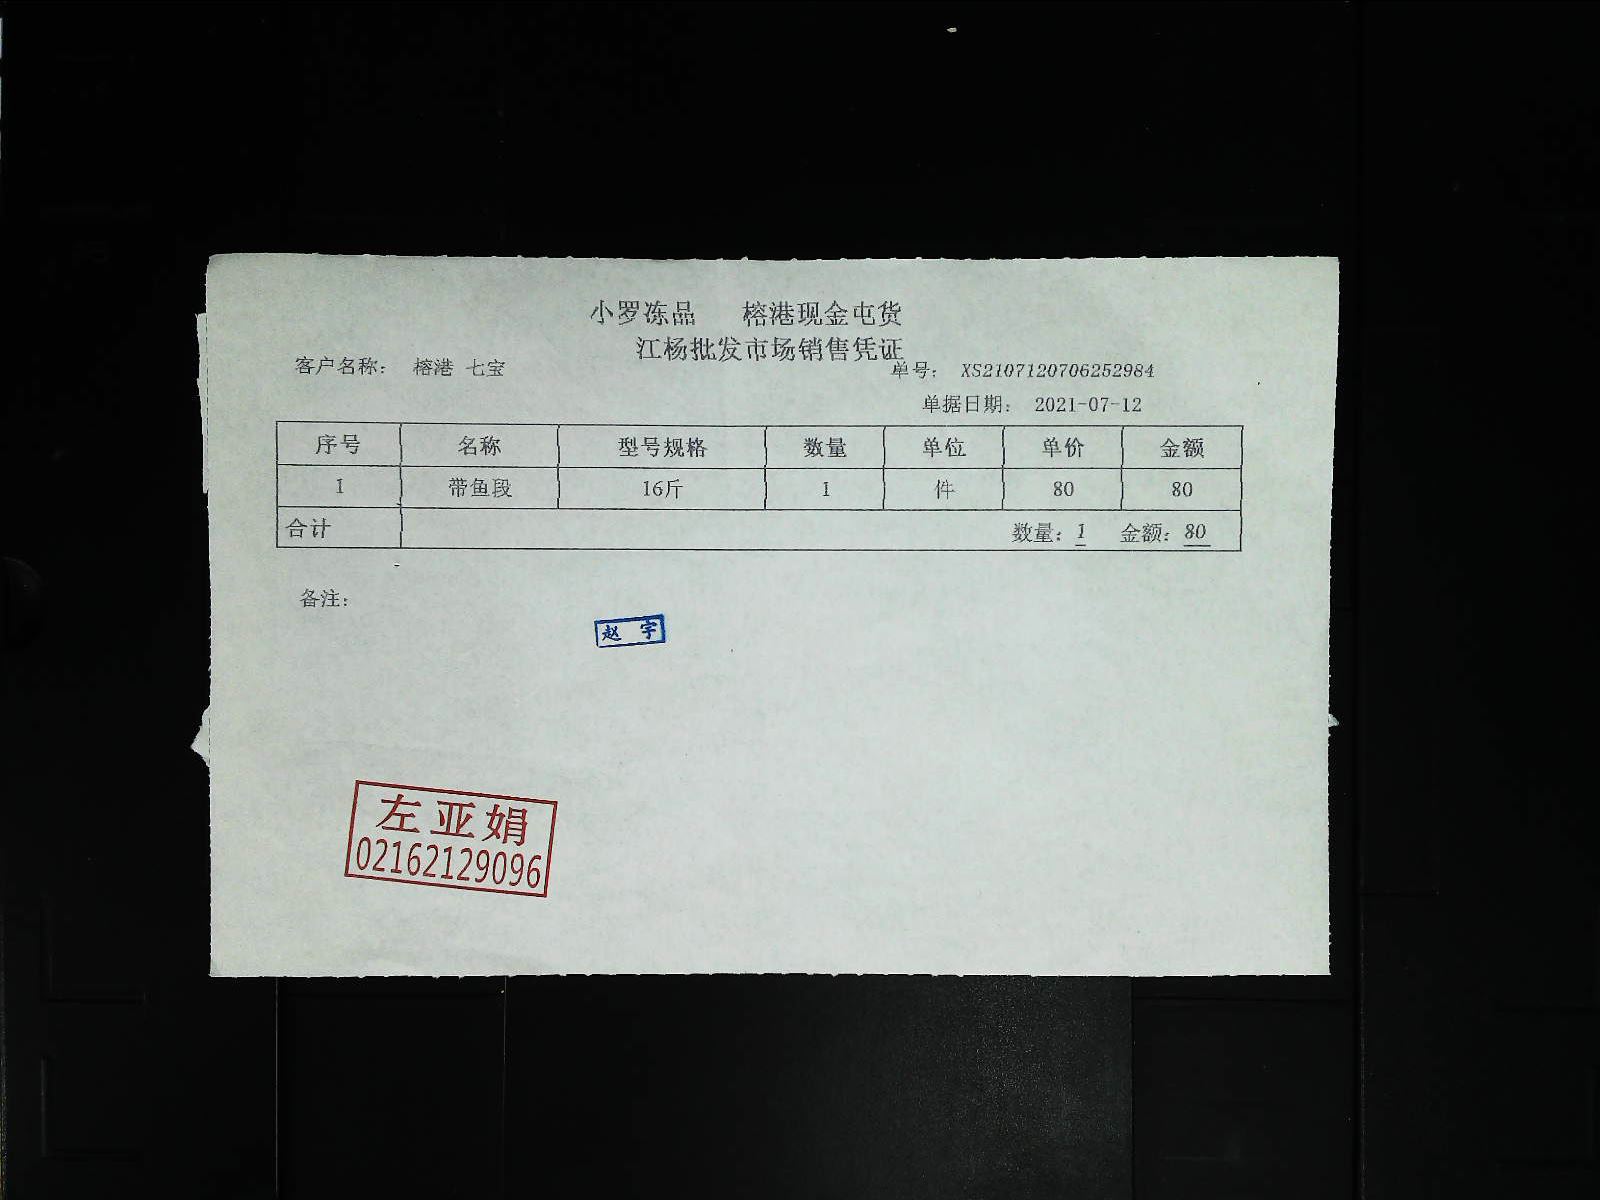 小罗冻品 榕港现金屯货
江杨批发市场销售凭证
客户名称： 榕港 七宝 单号： XS2107120706252984
单据日期： 2021-07-12
序号 名称 型号规格 数量 单位 单价 金额
1 带鱼段 16斤 1 件 80 80
合计 数量：1 金额：80
备注：
赵 宇
左亚娟
02162129096